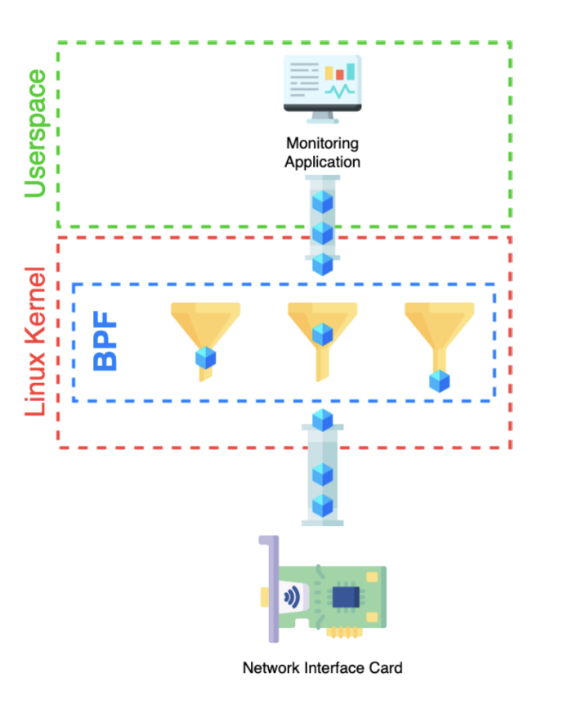 Userspace
Monitoring
Application
Linux Kernel
BPF
Network Interface Card